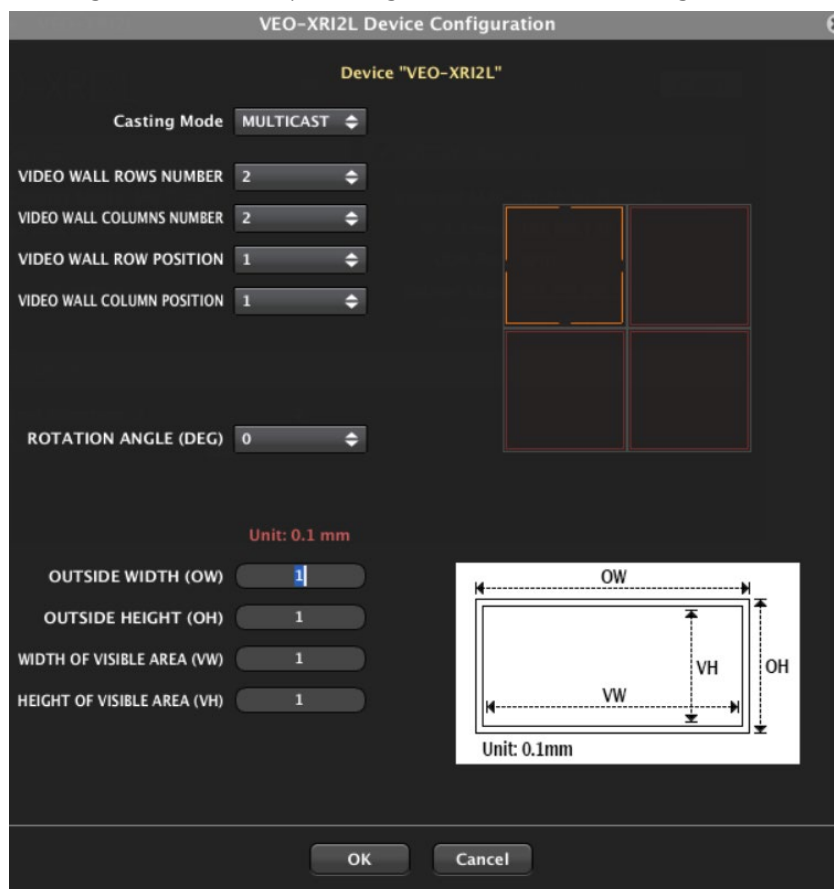 VEO-XRI2L Device Configuration
Device "VEO-XRI2L"
Casting Mode MULTICAST
VIDEO WALL ROWS NUMBER 2
VIDEO WALL COLUMNS NUMBER 2
VIDEO WALL ROW POSITION 1
VIDEO WALL COLUMN POSITION 1
ROTATION ANGLE (DEG) 0
Unit: 0.1 mm
OUTSIDE WIDTH (OW) 1
OUTSIDE HEIGHT (OH) 1
WIDTH OF VISIBLE AREA (VW) 1
HEIGHT OF VISIBLE AREA (VH) 1
OW
VH
OH
VW
Unit: 0.1mm
OK Cancel